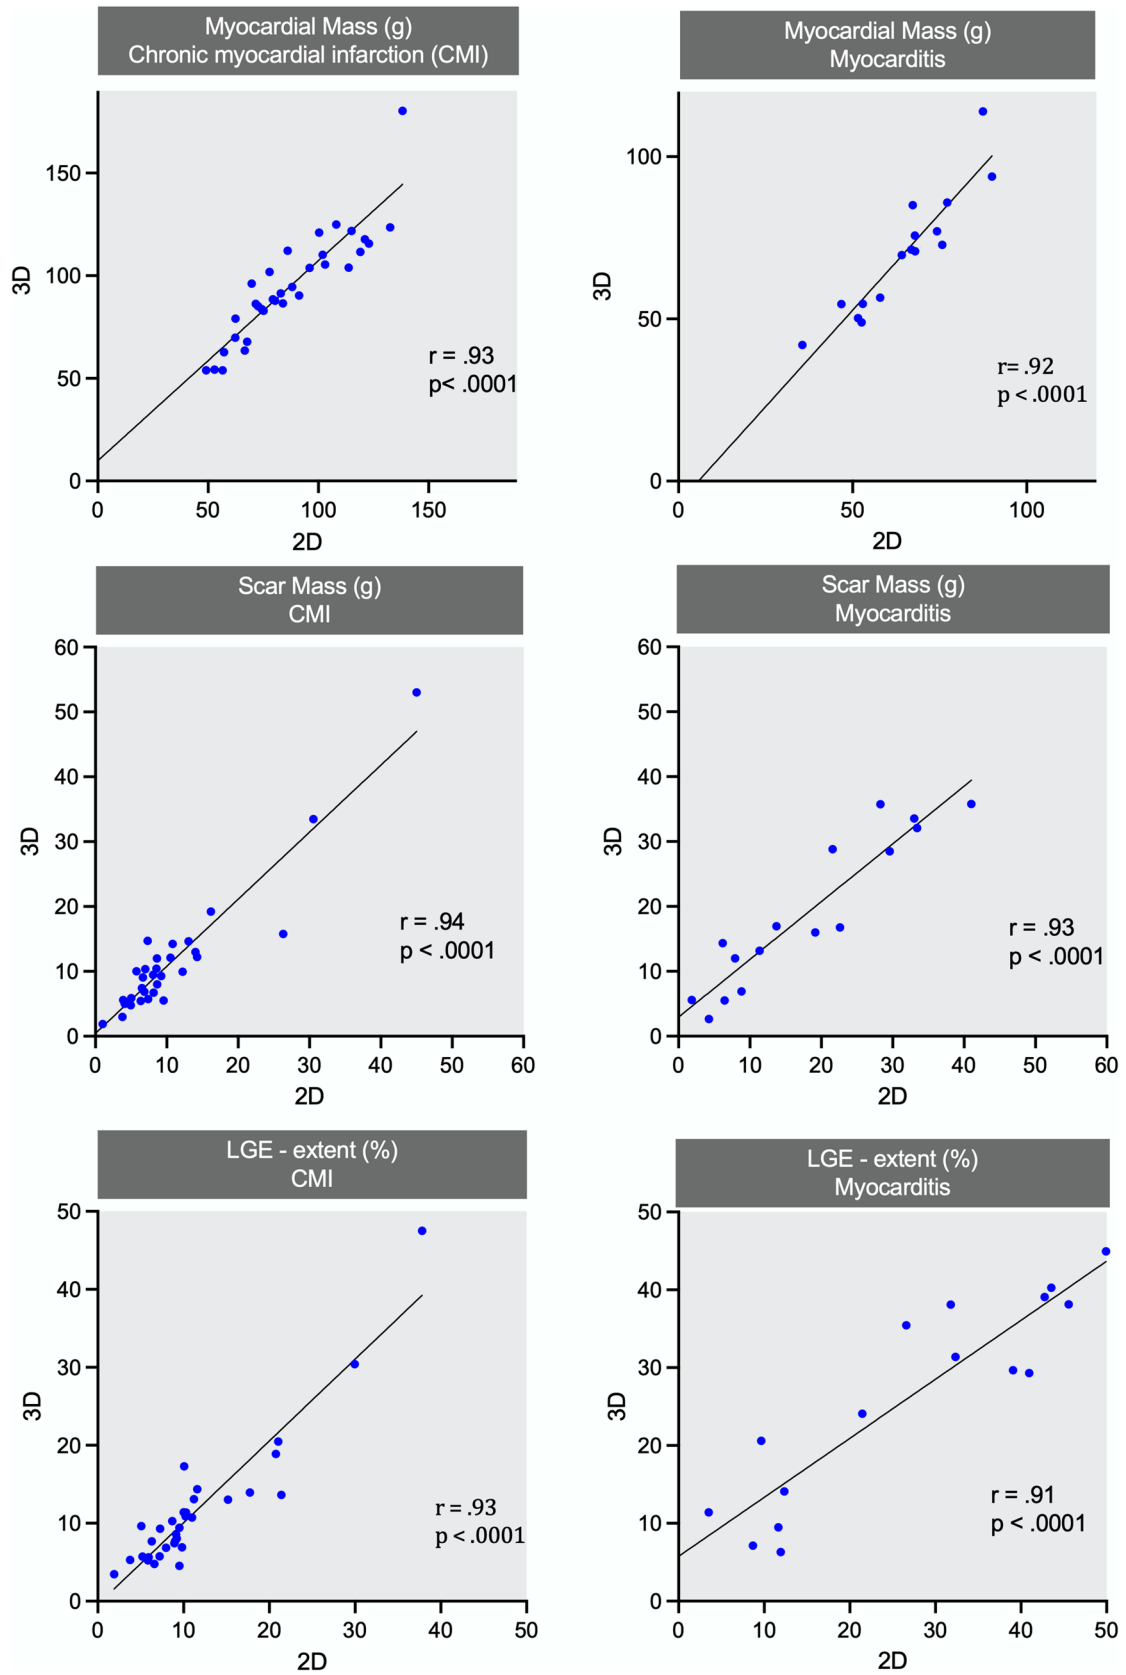 Myocardial Mass (g)
Chronic myocardial infarction (CMI)
3D
150
100
50
0
r = .93
p< .0001
0 50 100 150
2D
Myocardial Mass (g)
Myocarditis
3D
100
50
0
r= .92
p < .0001
0 50 100
2D
Scar Mass (g)
CMI
3D
60
50
40
30
20
10
0
r = .94
p < .0001
0 10 20 30 40 50 60
2D
Scar Mass (g)
Myocarditis
3D
60
50
40
30
20
10
0
r = .93
p < .0001
0 10 20 30 40 50 60
2D
LGE - extent (%)
CMI
3D
50
40
30
20
10
0
r = .93
p < .0001
0 10 20 30 40 50
2D
LGE - extent (%)
Myocarditis
3D
50
40
30
20
10
0
r = .91
p < .0001
0 10 20 30 40 50
2D